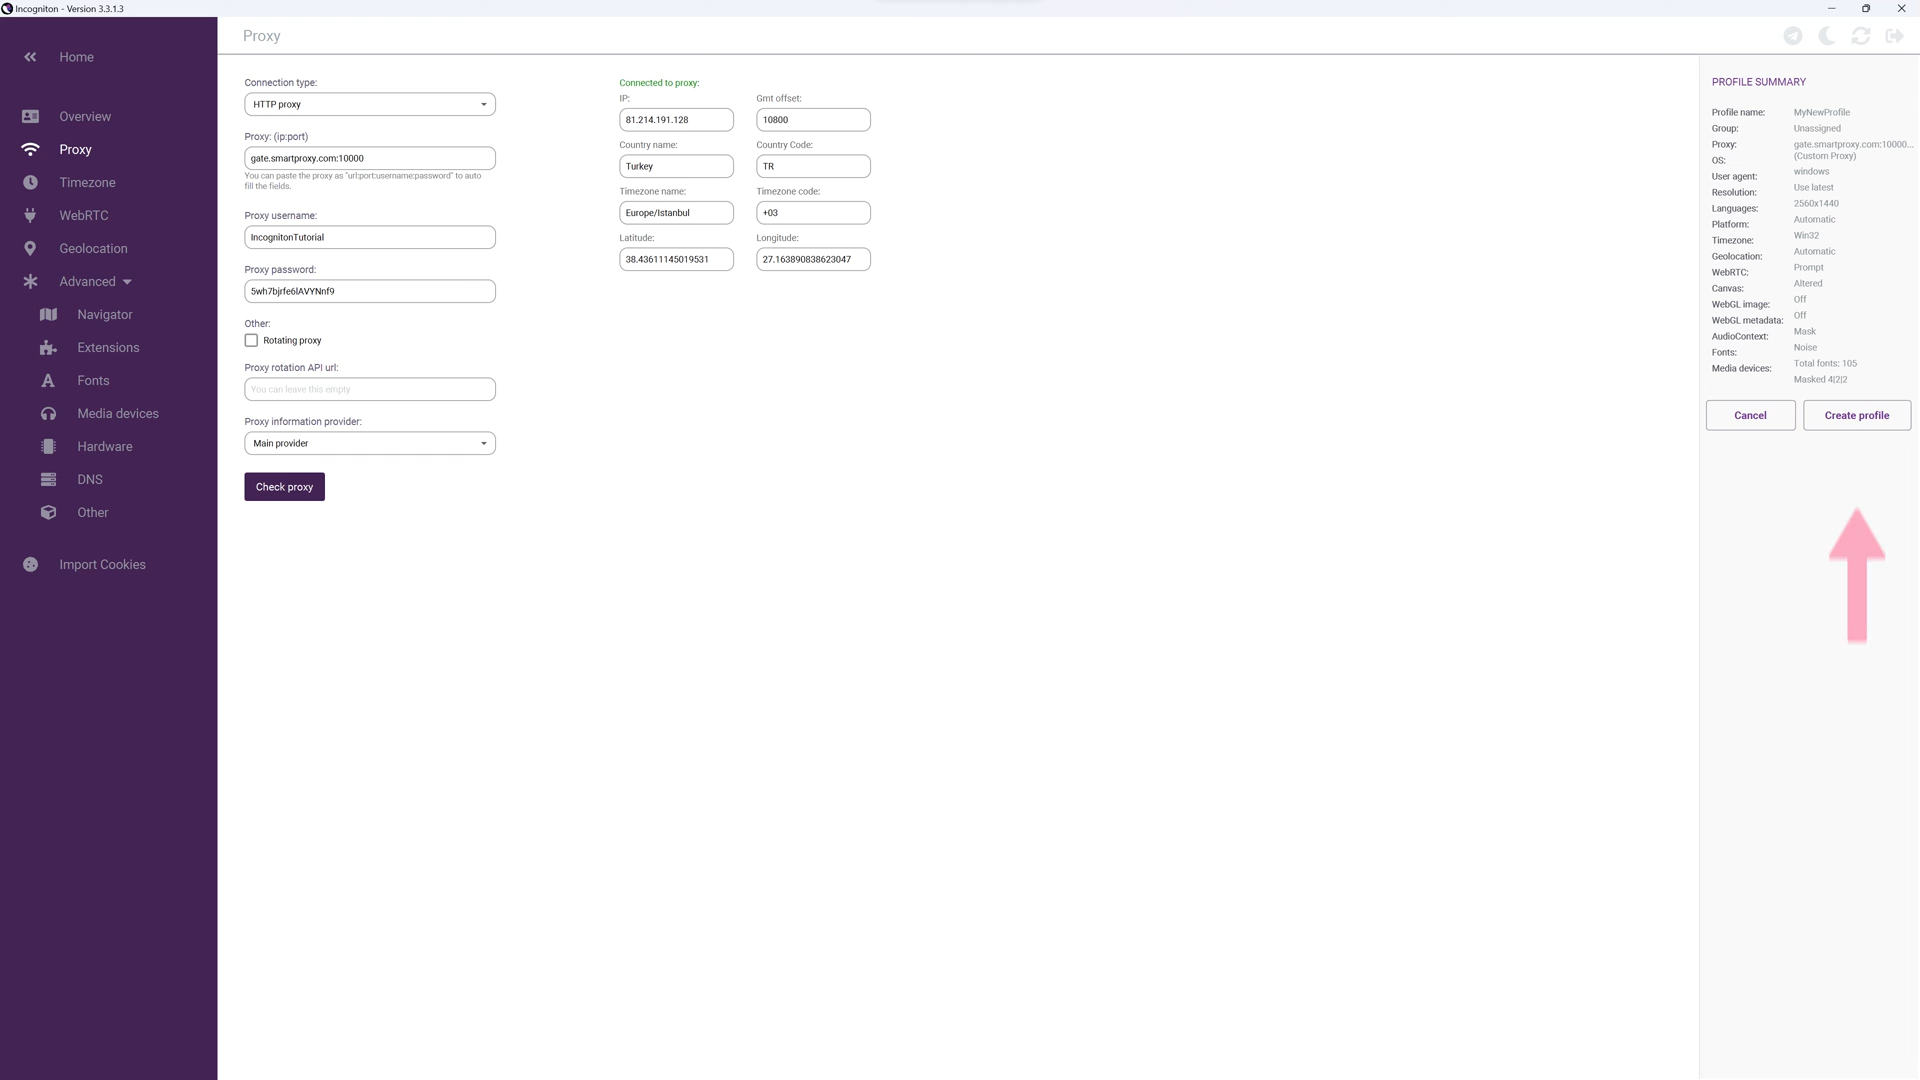 Incogniton - Version 3.3.1.3
Home
Overview
Proxy
Timezone
WebRTC
Geolocation
Advanced
Navigator
Extensions
Fonts
Media devices
Hardware
DNS
Other
Import Cookies
Proxy
Connection type:
HTTP proxy
Proxy: (ip:port)
gate.smartproxy.com:10000
You can paste the proxy as "url:port:username:password" to auto
fill the fields.
Proxy username:
IncognitonTutorial
Proxy password:
5wh7bjrfe6lAVYNnf9
Other:
Rotating proxy
Proxy rotation API url:
You can leave this empty
Proxy information provider:
Main provider
Check proxy
Connected to proxy:
IP: Gmt offset:
81.214.191.128 10800
Country name: Country Code:
Turkey TR
Timezone name: Timezone code:
Europe/Istanbul +03
Latitude: Longitude:
38.43611145019531 27.163890838623047
PROFILE SUMMARY
Profile name: MyNewProfile
Group: Unassigned
Proxy: gate.smartproxy.com:10000...
(Custom Proxy)
OS: windows
User agent: Use latest
Resolution: 2560x1440
Languages: Automatic
Platform: Win32
Timezone: Automatic
Geolocation: Prompt
WebRTC: Altered
Canvas: Off
WebGL image: Off
WebGL metadata: Mask
AudioContext: Noise
Fonts: Total fonts: 105
Media devices: Masked 4|2|2
Cancel Create profile